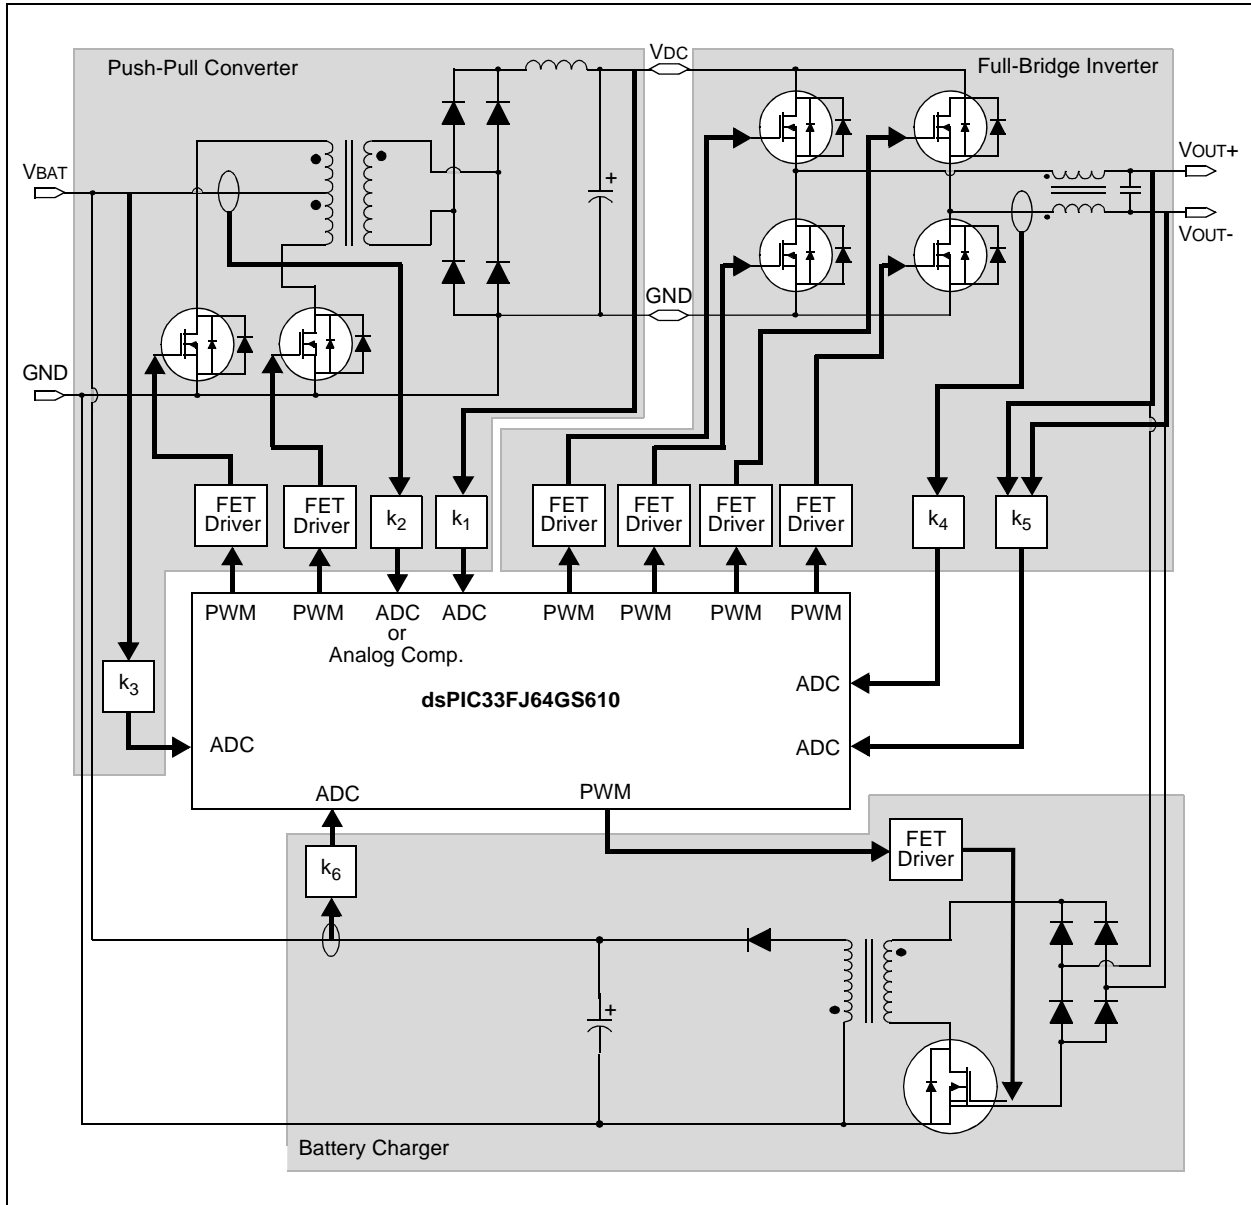 Push-Pull Converter
VDC
Full-Bridge Inverter
VBAT
VOUT+
VOUT-
+
GND
GND
FET
Driver
FET
Driver
k2
k1
FET
Driver
FET
Driver
FET
Driver
FET
Driver
k4
k5
PWM
PWM
ADC
or
Analog Comp.
ADC
PWM
PWM
PWM
PWM
k3
dsPIC33FJ64GS610
ADC
ADC
ADC
ADC
PWM
k6
FET
Driver
+
Battery Charger